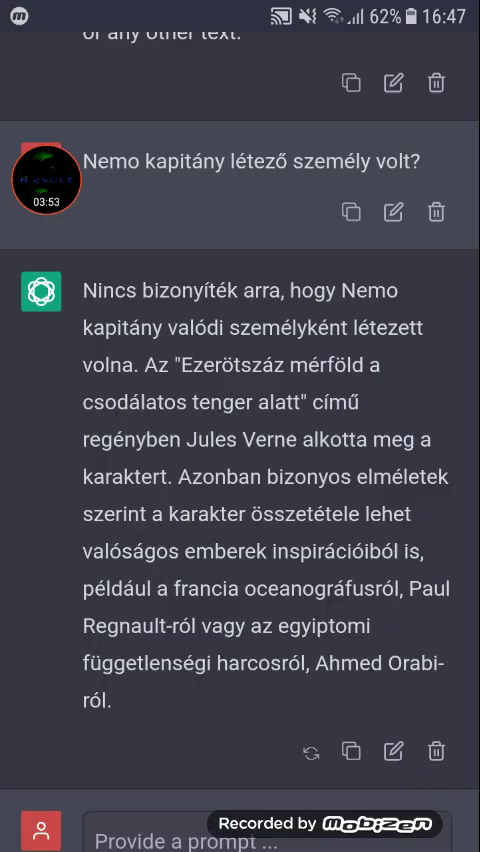 62% 16:47
or any other text.
Nemo kapitány létező személy volt?
03:53
Nincs bizonyíték arra, hogy Nemo
kapitány valódi személyként létezett
volna. Az "Ezerötszáz mérföld a
csodálatos tenger alatt" című
regényben Jules Verne alkotta meg a
karaktert. Azonban bizonyos elméletek
szerint a karakter összetétele lehet
valóságos emberek inspirációiból is,
például a francia oceanográfusról, Paul
Regnault-ról vagy az egyiptomi
függetlenségi harcosról, Ahmed Orabi-
ról.
Recorded by Mobizen
Provide a prompt ...